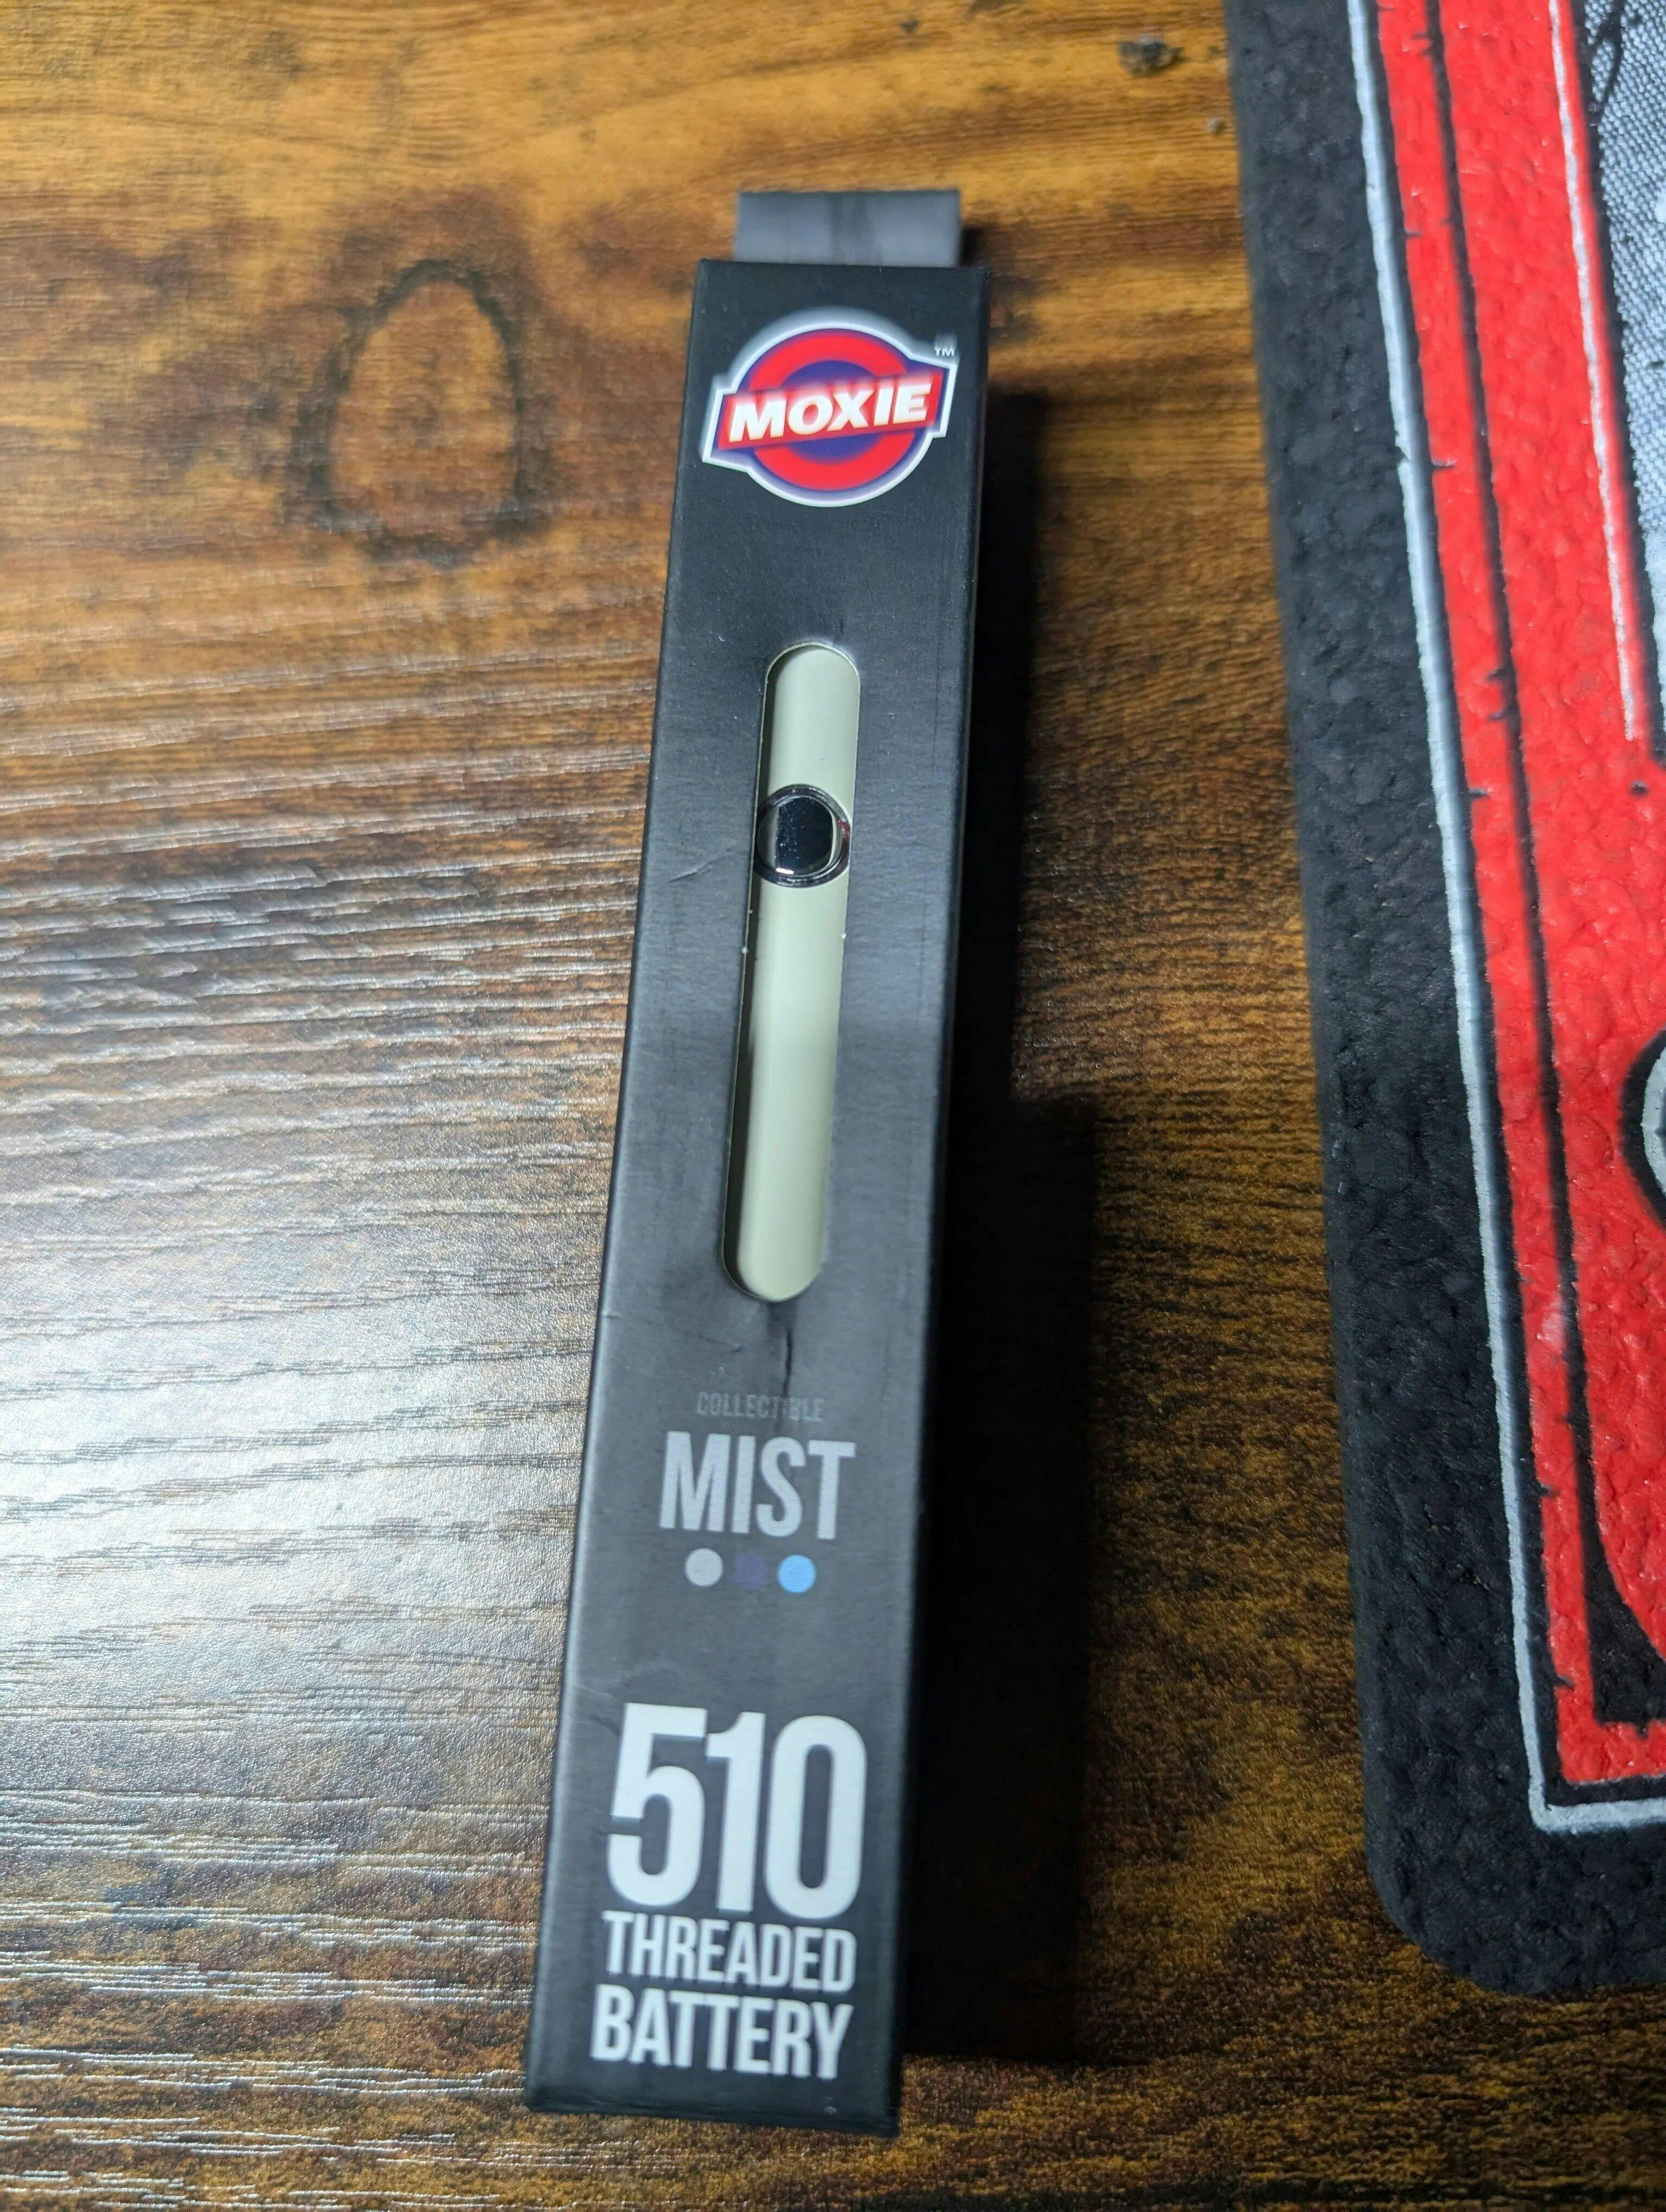 MOXIE
TM
COLLECTIBLE
MIST
510
THREADED
BATTERY